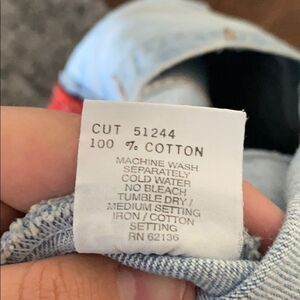 CUT 51244
100 % COTTON
MACHINE WASH
SEPARATELY
COLD WATER
NO BLEACH
TUMBLE DRY /
MEDIUM SETTING
IRON / COTTON
SETTING
RN 62136